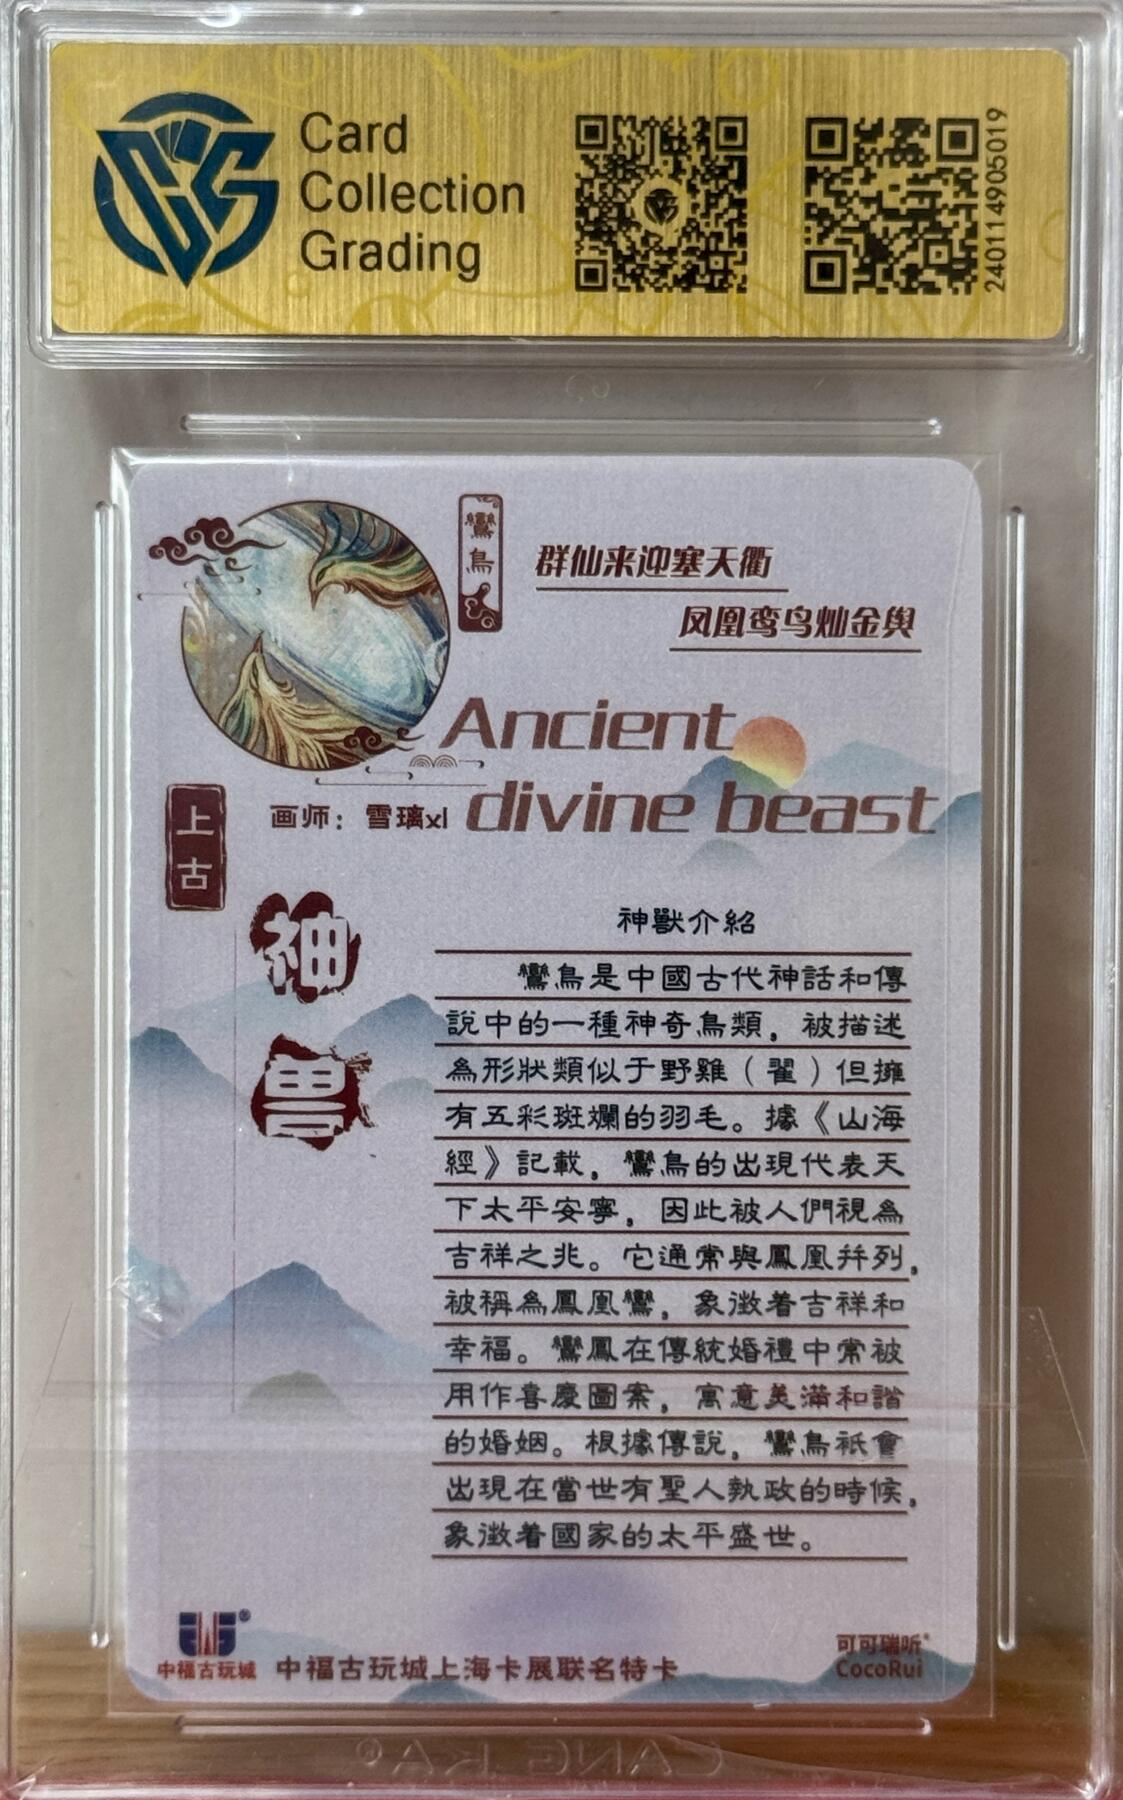 Card
Collection
Grading
2401149050​19
鸞鳥
群仙来迎塞天衢
凤凰鸾鸟灿金舆
Ancient
divine beast
画师：雪璃xl
上古
神兽
神獸介紹
鸞鳥是中國古代神話和傳
說中的一種神奇鳥類，被描述
為形狀類似于野雞（翟）但擁
有五彩斑斕的羽毛。據《山海
經》記載，鸞鳥的出現代表天
下太平安寧，因此被人們視為
吉祥之兆。它通常與鳳凰并列，
被稱為鳳凰鸞，象徵着吉祥和
幸福。鸞鳳在傳統婚禮中常被
用作喜慶圖案，寓意美滿和諧
的婚姻。根據傳說，鸞鳥衹會
出現在當世有聖人執政的時候，
象徵着國家的太平盛世。
中福古玩城
中福古玩城上海卡展联名特卡
可可瑞听®
CocoRui
CANG KA®